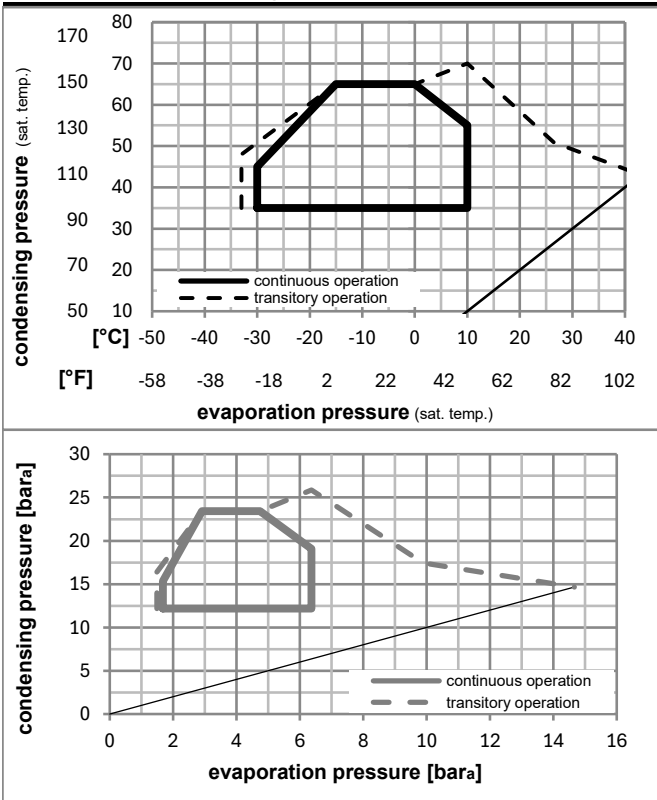 170 80
70
150
60
130
50
110
40
90
30
70
20
50 10
condensing pressure (sat. temp.)
continuous operation
transitory operation
[°C] -50 -40 -30 -20 -10 0 10 20 30 40
[°F] -58 -38 -18 2 22 42 62 82 102
evaporation pressure (sat. temp.)
30
25
20
15
10
5
0
condensing pressure [bara]
continuous operation
transitory operation
0 2 4 6 8 10 12 14 16
evaporation pressure [bara]